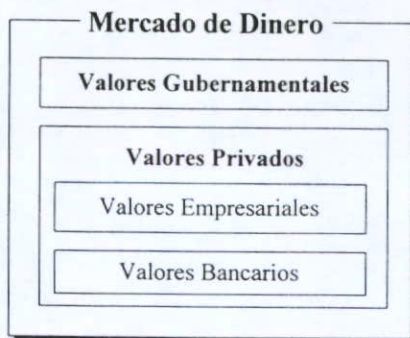 Mercado de Dinero
Valores Gubernamentales
Valores Privados
Valores Empresariales
Valores Bancarios